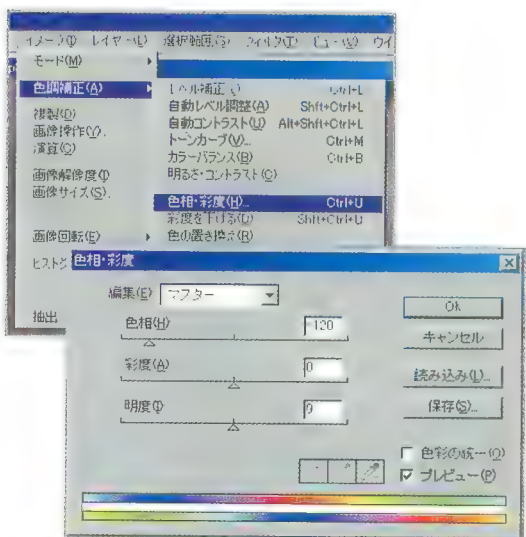 イメージ(I) レイヤー(L) 選択範囲(S) フィルタ(T) ビュー(V) ウイ
モード(M)
色調補正(A)
複製(D)
画像操作(Y)...
演算(C)...
画像解像度(I)
画像サイズ(S)...
画像回転(E)
ヒストグ
抽出
レベル補正(L) Ctrl+L
自動レベル調整(A) Shft+Ctrl+L
自動コントラスト(U) Alt+Shft+Ctrl+L
トーンカーブ(V)... Ctrl+M
カラーバランス(B) Ctrl+B
明るさ・コントラスト(C)
色相・彩度(H)... Ctrl+U
彩度を下げる(D) Shft+Ctrl+U
色の置き換え(R)
色相・彩度
編集(E) マスター
色相(H) -120
彩度(A) 0
明度(I) 0
OK
キャンセル
読み込み(L)...
保存(S)...
色彩の統一(O)
プレビュー(P)